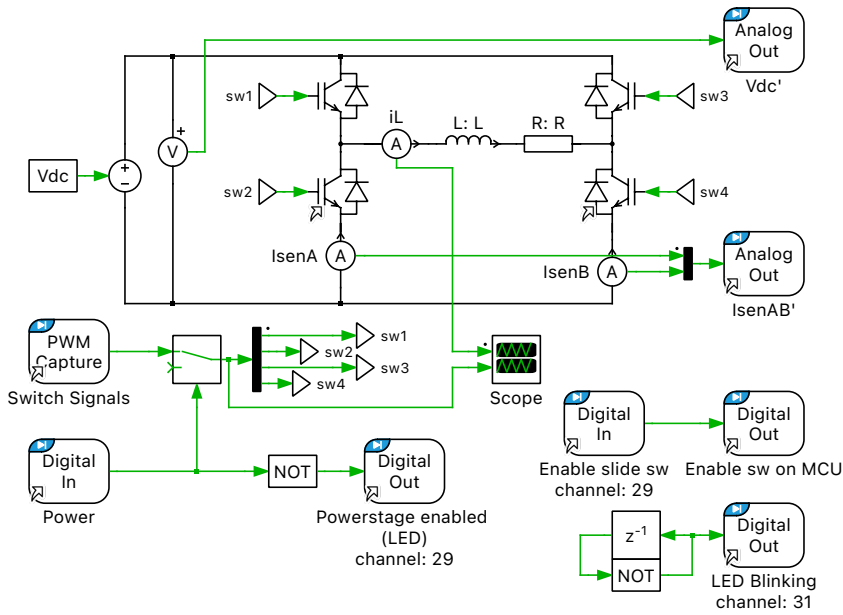 Analog
Out
Vdc'
sw1
sw3
iL
L: L
R: R
A
+
V
Vdc
+
−
sw2
sw4
IsenA
A
IsenB
A
Analog
Out
IsenAB'
PWM
Capture
Switch Signals
sw1
sw2
sw3
sw4
Scope
Digital
In
Enable slide sw
channel: 29
Digital
Out
Enable sw on MCU
Digital
In
Power
NOT
Digital
Out
Powerstage enabled
(LED)
channel: 29
z⁻¹
NOT
Digital
Out
LED Blinking
channel: 31